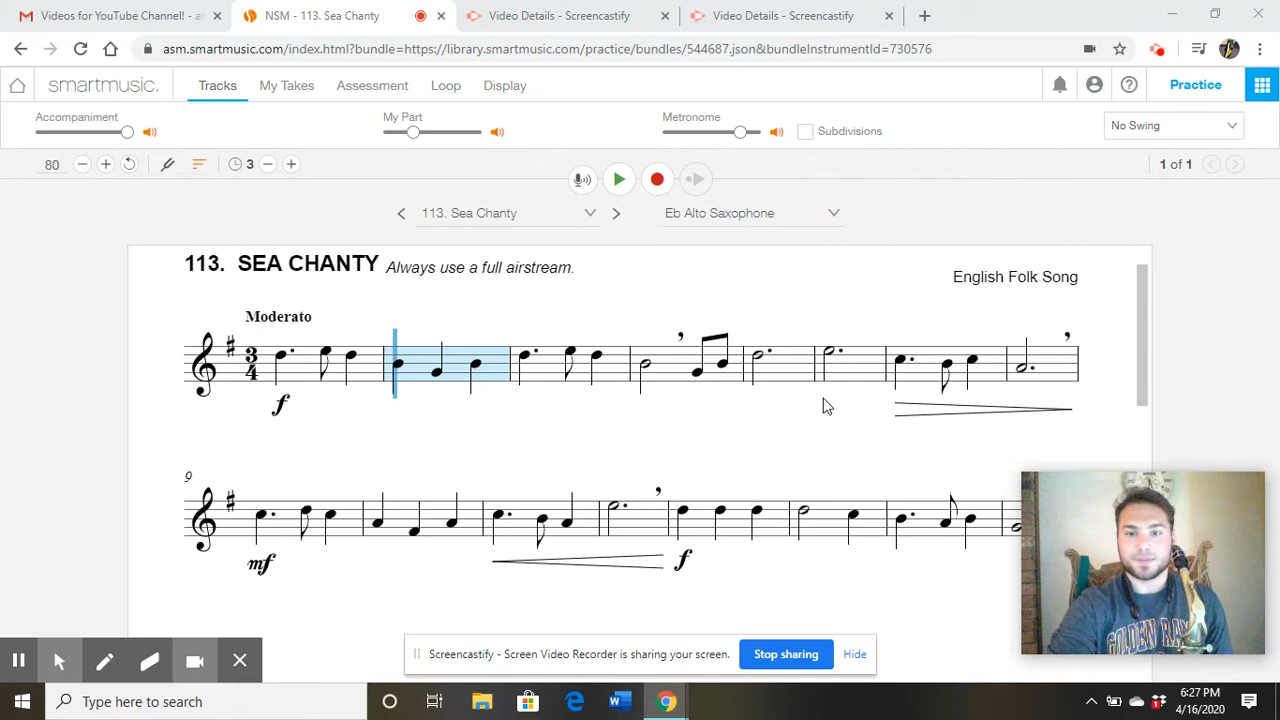 Videos for YouTube Channel! - a
NSM - 113. Sea Chanty
Video Details - Screencastify
Video Details - Screencastify
asm.smartmusic.com/index.html?bundle=https://library.smartmusic.com/practice/bundles/544687.json&bundleInstrumentId=730576
smartmusic.
Tracks
My Takes
Assessment
Loop
Display
Practice
Accompaniment
My Part
Metronome
Subdivisions
No Swing
80
3
1 of 1
113. Sea Chanty
Eb Alto Saxophone
113. SEA CHANTY Always use a full airstream.
English Folk Song
Moderato
3
4
f
9
mf
f
GOLDEN
Screencastify - Screen Video Recorder is sharing your screen.
Stop sharing
Hide
Type here to search
6:27 PM
4/16/2020